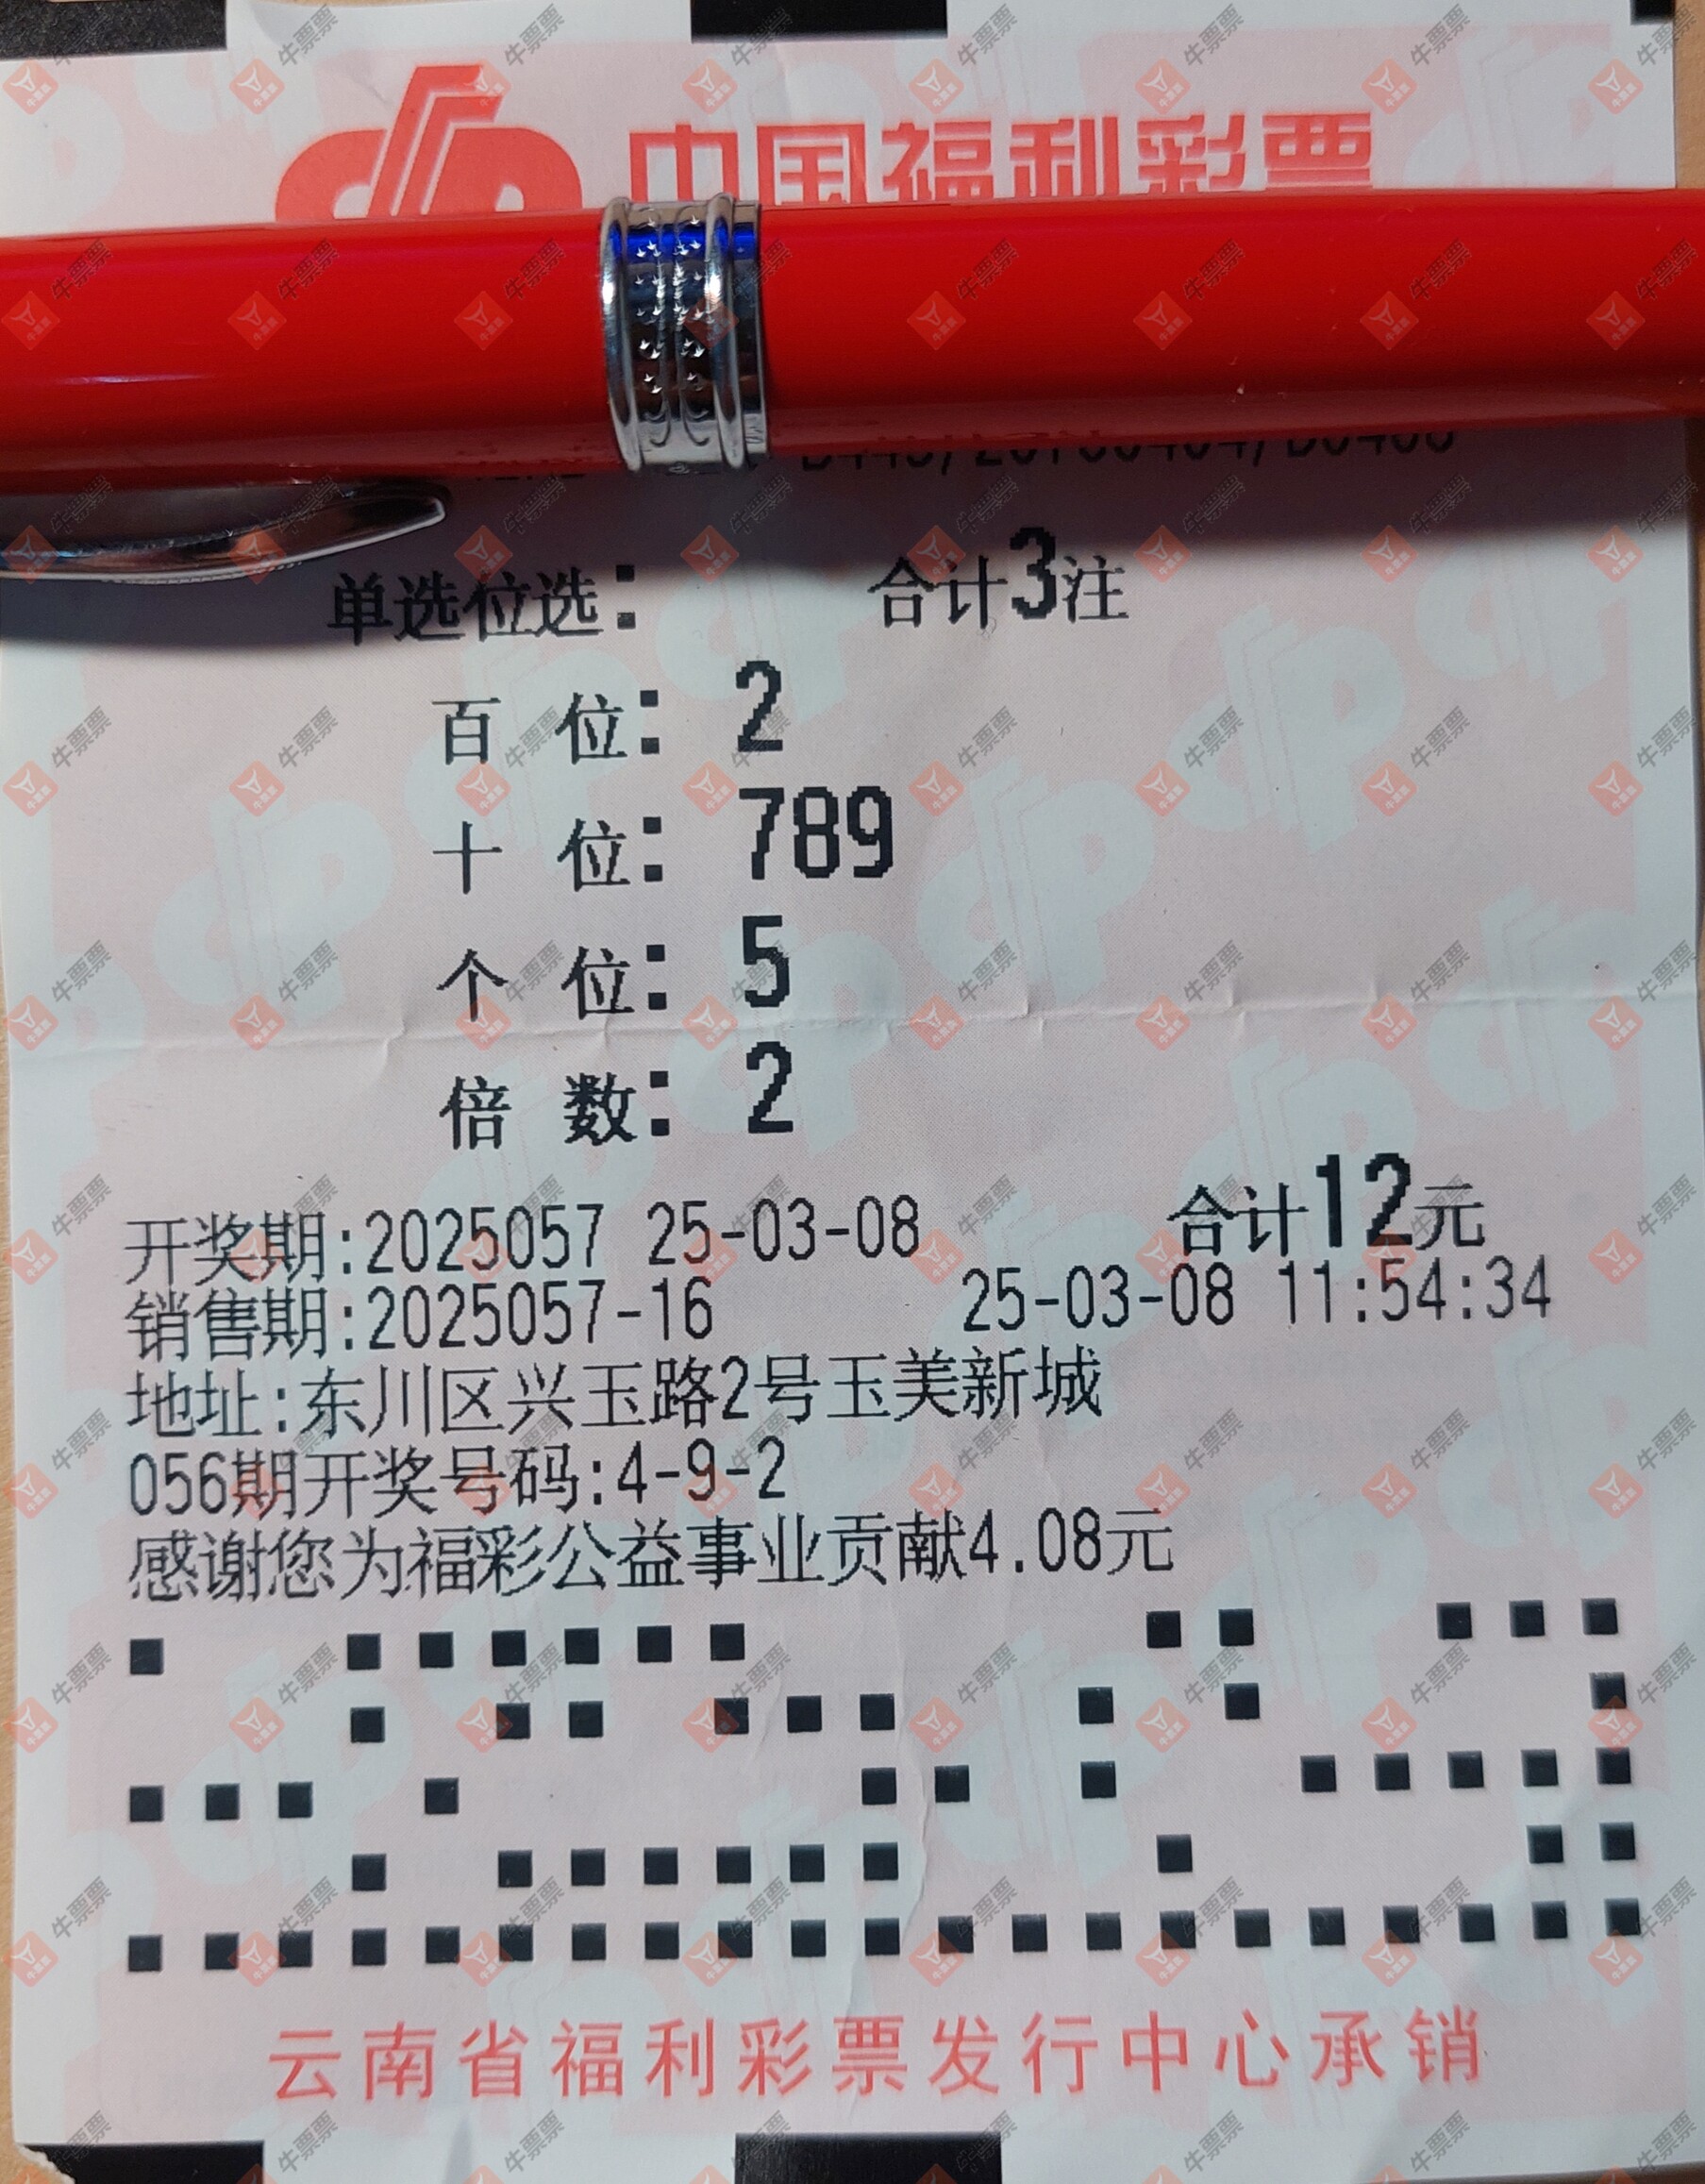 中国福利彩票
单选位选: 合计3注
百 位: 2
十 位: 789
个 位: 5
倍 数: 2
合计12元
开奖期:2025057 25-03-08
销售期:2025057-16 25-03-08 11:54:34
地址:东川区兴玉路2号玉美新城
056期开奖号码:4-9-2
感谢您为福彩公益事业贡献4.08元
云南省福利彩票发行中心承销
牛票票